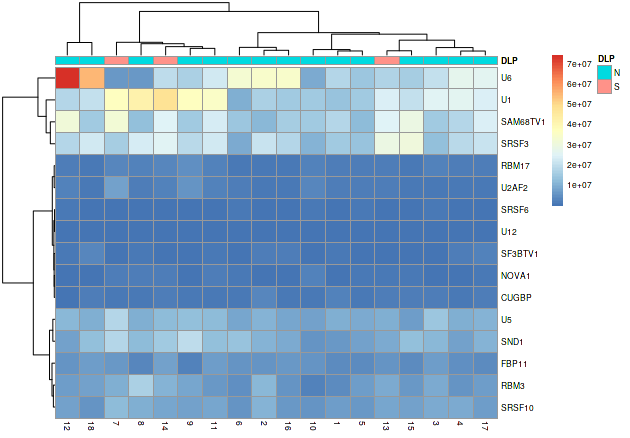 DLP
U6
U1
SAM68TV1
SRSF3
RBM17
U2AF2
SRSF6
U12
SF3BTV1
NOVA1
CUGBP
U5
SND1
FBP11
RBM3
SRSF10
12 18 7 8 14 9 11 6 2 16 10 1 5 13 15 3 4 17
7e+07
6e+07
5e+07
4e+07
3e+07
2e+07
1e+07
DLP
N
S